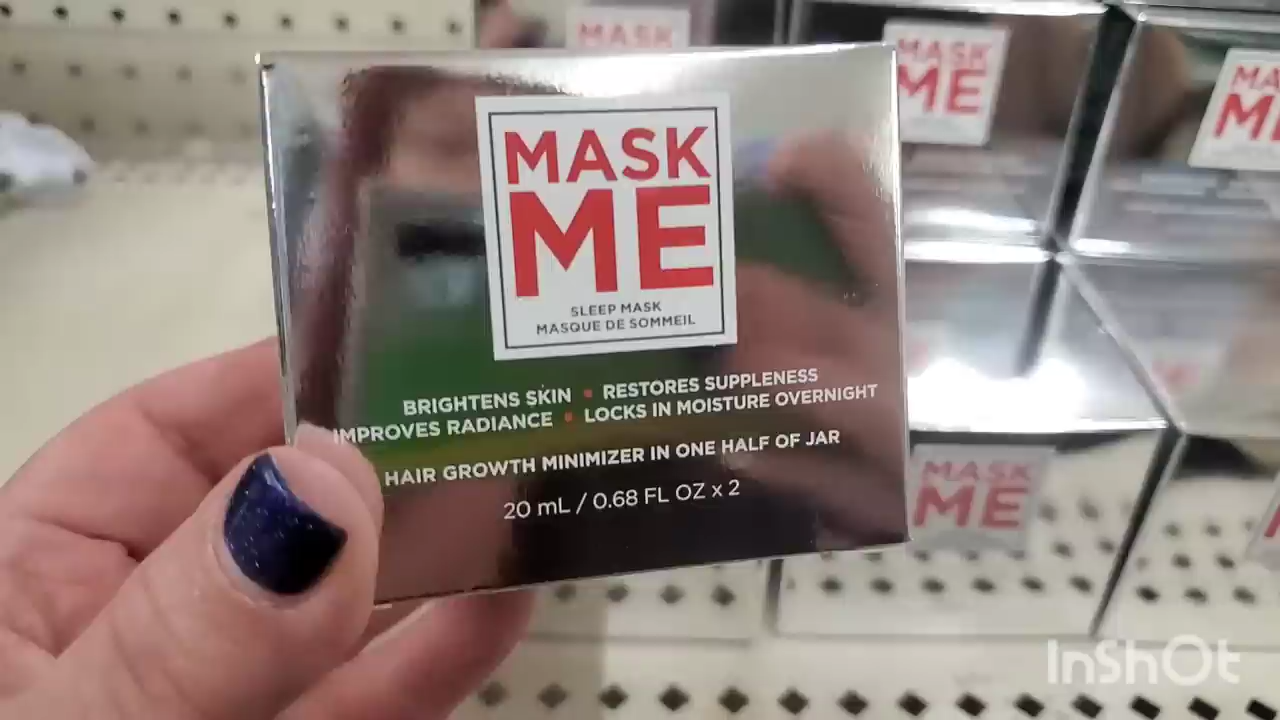 MASK
ME
SLEEP MASK
MASQUE DE SOMMEIL
BRIGHTENS SKIN • RESTORES SUPPLENESS
IMPROVES RADIANCE • LOCKS IN MOISTURE OVERNIGHT
HAIR GROWTH MINIMIZER IN ONE HALF OF JAR
20 mL / 0.68 FL OZ x 2
MASK
MASK
ME
MA
M
MASK
ME
InShOt